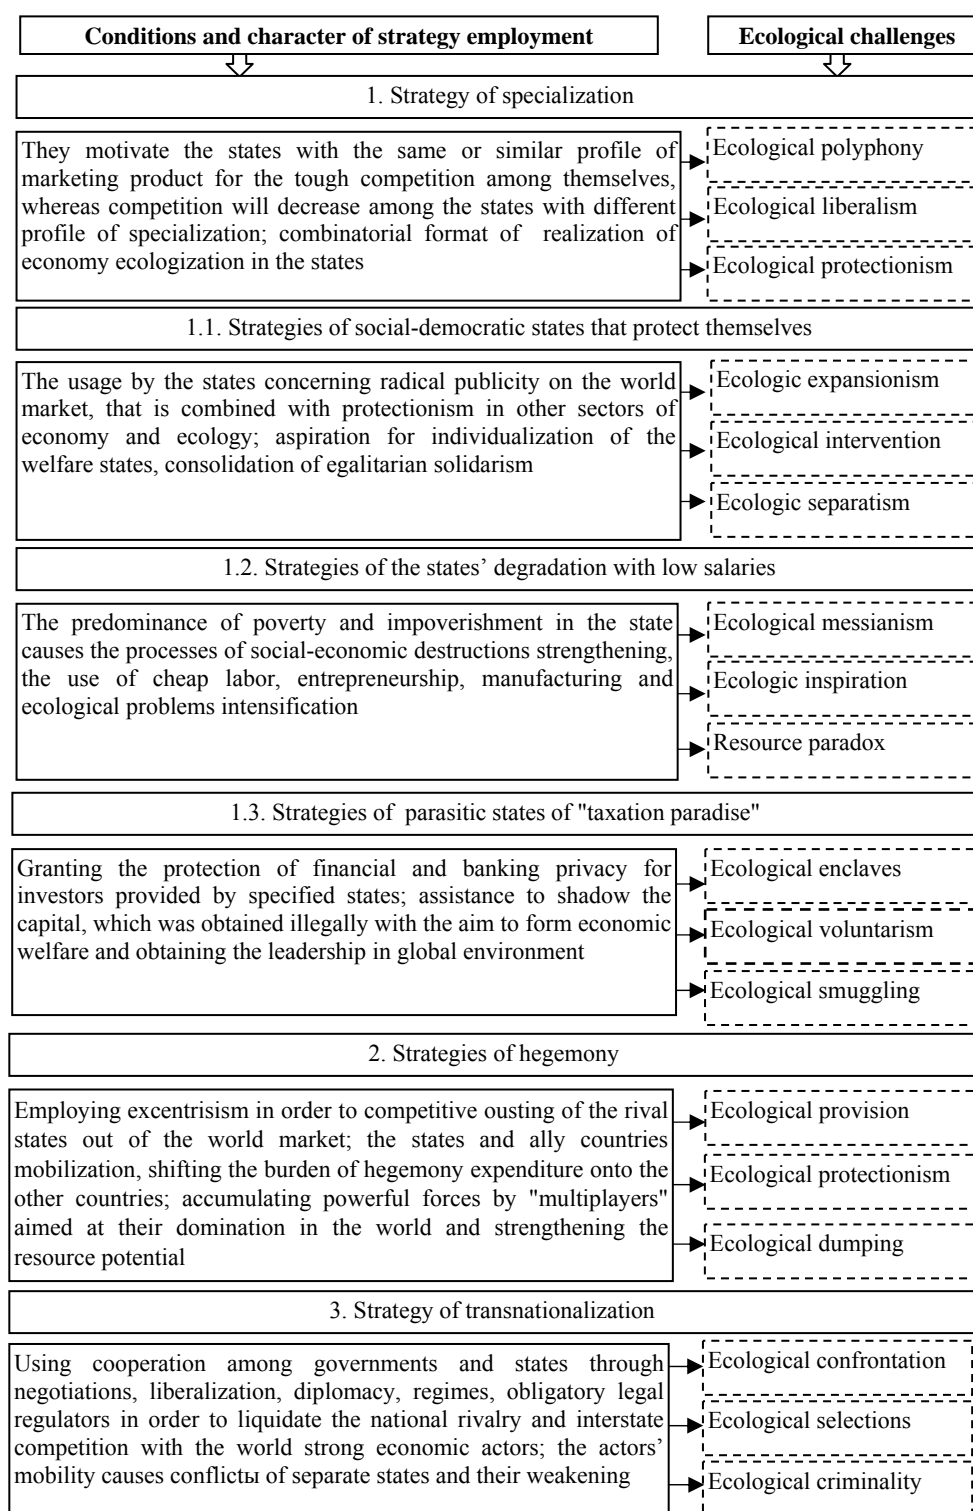 Conditions and character of strategy employment
Ecological challenges
1. Strategy of specialization
They motivate the states with the same or similar profile of
marketing product for the tough competition among themselves,
whereas competition will decrease among the states with different
profile of specialization; combinatorial format of realization of
economy ecologization in the states
Ecological polyphony
Ecological liberalism
Ecological protectionism
1.1. Strategies of social-democratic states that protect themselves
The usage by the states concerning radical publicity on the world
market, that is combined with protectionism in other sectors of
economy and ecology; aspiration for individualization of the
welfare states, consolidation of egalitarian solidarism
Ecologic expansionism
Ecological intervention
Ecologic separatism
1.2. Strategies of the states’ degradation with low salaries
The predominance of poverty and impoverishment in the state
causes the processes of social-economic destructions strengthening,
the use of cheap labor, entrepreneurship, manufacturing and
ecological problems intensification
Ecological messianism
Ecologic inspiration
Resource paradox
1.3. Strategies of parasitic states of "taxation paradise"
Granting the protection of financial and banking privacy for
investors provided by specified states; assistance to shadow the
capital, which was obtained illegally with the aim to form economic
welfare and obtaining the leadership in global environment
Ecological enclaves
Ecological voluntarism
Ecological smuggling
2. Strategies of hegemony
Employing excentrisism in order to competitive ousting of the rival
states out of the world market; the states and ally countries
mobilization, shifting the burden of hegemony expenditure onto the
other countries; accumulating powerful forces by "multiplayers"
aimed at their domination in the world and strengthening the
resource potential
Ecological provision
Ecological protectionism
Ecological dumping
3. Strategy of transnationalization
Using cooperation among governments and states through
negotiations, liberalization, diplomacy, regimes, obligatory legal
regulators in order to liquidate the national rivalry and interstate
competition with the world strong economic actors; the actors’
mobility causes conflictы of separate states and their weakening
Ecological confrontation
Ecological selections
Ecological criminality